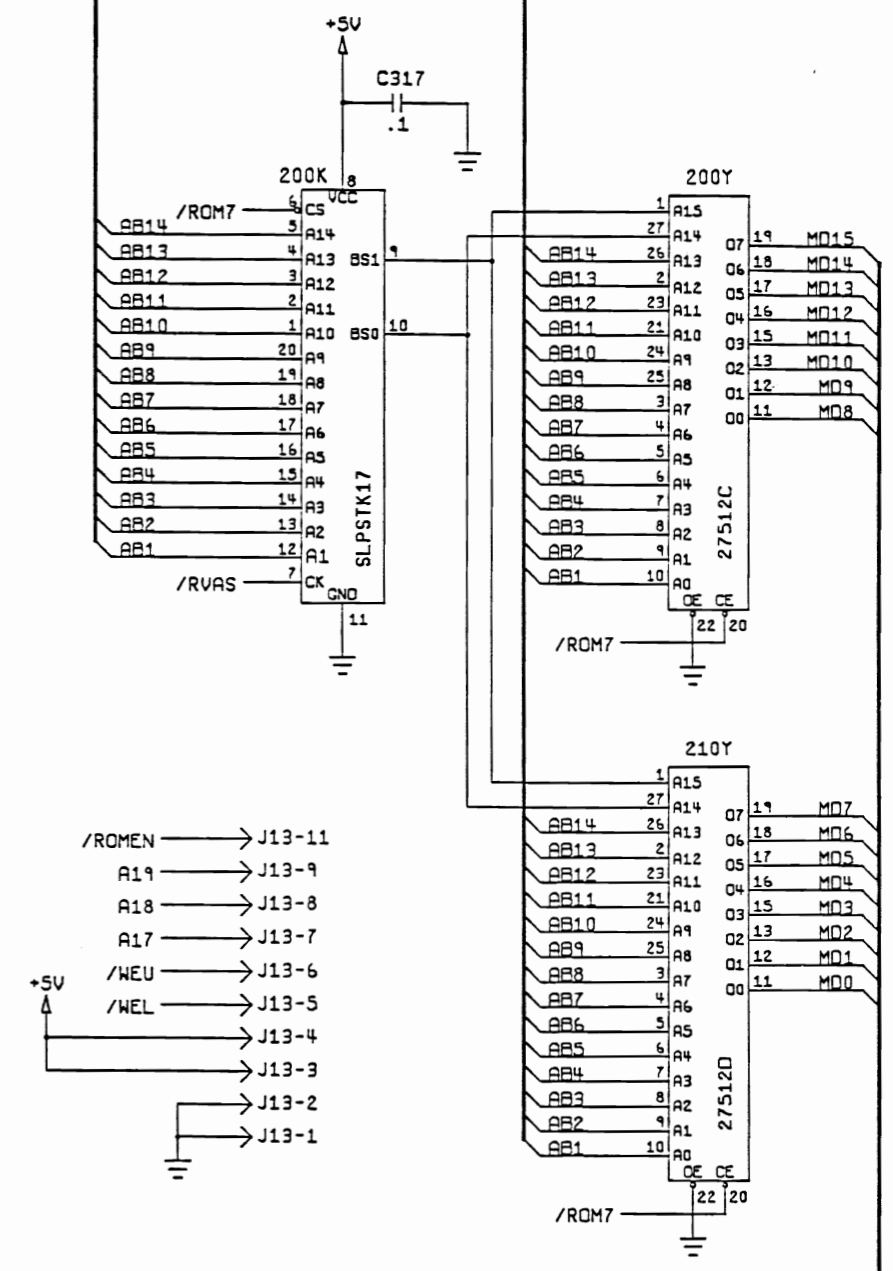 +5V
C317
.1
200K
8
VCC
/ROM7 6 CS
AB14 5 A14
AB13 4 A13 BS1 9
AB12 3 A12
AB11 2 A11
AB10 1 A10 BS0 10
AB9 20 A9
AB8 19 A8
AB7 18 A7
AB6 17 A6
AB5 16 A5
AB4 15 A4
AB3 14 A3
AB2 13 A2
AB1 12 A1
/RVAS 7 CK
SLPSTK17
GND
11
200Y
1 A15
27 A14
AB14 26 A13
AB13 2 A12
AB12 23 A11
AB11 21 A10
AB10 24 A9
AB9 25 A8
AB8 3 A7
AB7 4 A6
AB6 5 A5
AB5 6 A4
AB4 7 A3
AB3 8 A2
AB2 9 A1
AB1 10 A0
O7 19 MD15
O6 18 MD14
O5 17 MD13
O4 16 MD12
O3 15 MD11
O2 13 MD10
O1 12 MD9
O0 11 MD8
27512C
OE CE
22 20
/ROM7
210Y
1 A15
27 A14
AB14 26 A13
AB13 2 A12
AB12 23 A11
AB11 21 A10
AB10 24 A9
AB9 25 A8
AB8 3 A7
AB7 4 A6
AB6 5 A5
AB5 6 A4
AB4 7 A3
AB3 8 A2
AB2 9 A1
AB1 10 A0
O7 19 MD7
O6 18 MD6
O5 17 MD5
O4 16 MD4
O3 15 MD3
O2 13 MD2
O1 12 MD1
O0 11 MD0
27512D
OE CE
22 20
/ROM7
/ROMEN J13-11
A19 J13-9
A18 J13-8
A17 J13-7
/WEU J13-6
/WEL J13-5
+5V
J13-4
J13-3
J13-2
J13-1